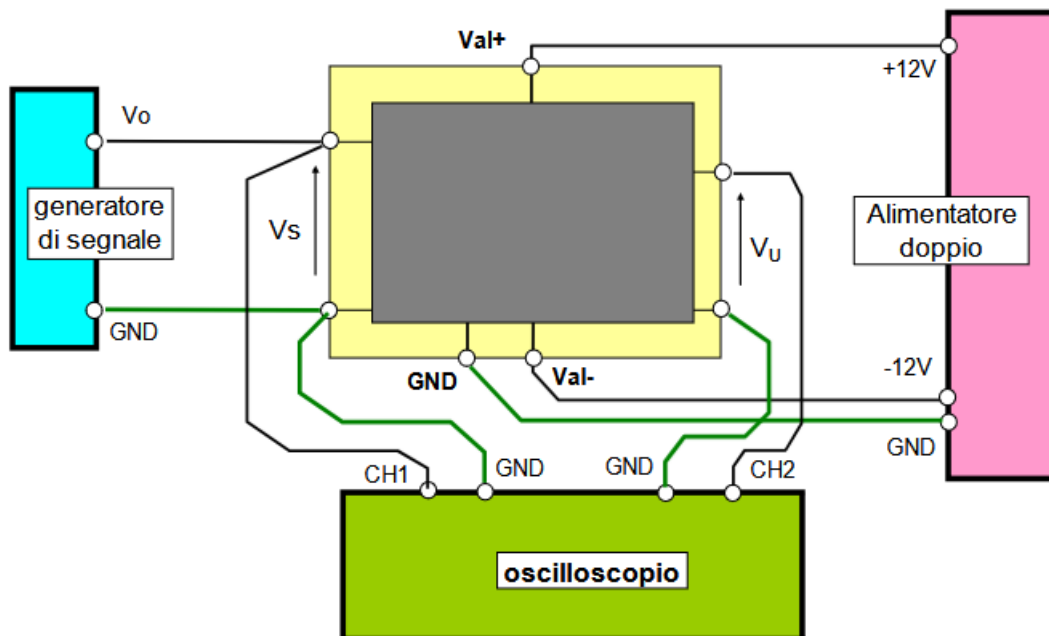 Val+
+12V
Vo
generatore
di segnale
Vs
VU
Alimentatore
doppio
GND
GND
Val-
-12V
GND
CH1
GND
GND
CH2
oscilloscopio